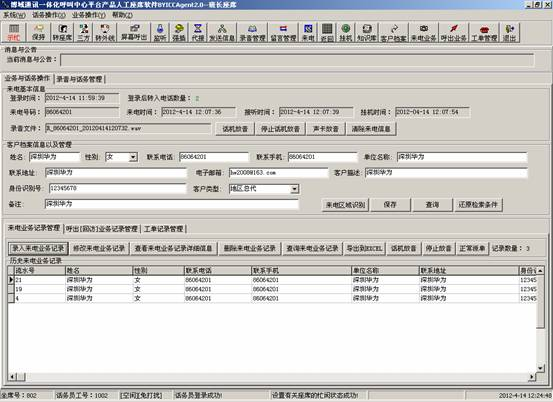 博域通讯一体化呼叫中心平台产品人工座席软件BYICCAgent2.0--班长座席
系统(W) 话务操作(X) 业务操作(Y) 帮助(Z)
示忙 保持 转座席 三方 转外线 屏幕呼出 监听 强插 代接 发送信息 录音管理 留言管理 来电 返回 挂机 知识库 客户档案 来电业务 呼出业务 工单管理 退出
消息与公告
当前消息与公告:
业务与话务操作 录音与话务管理
来电基本信息
登录时间: 2012-4-14 11:59:39 登录后转入电话数量: 2
来电号码: 86064201 来电时间: 2012-4-14 12:07:36 接听时间: 2012-4-14 12:07:39 挂机时间: 2012-04-14 12:07:54
录音文件: R_86064201_20120414120732.wav 话机放音 停止话机放音 声卡放音 清除来电信息
客户档案信息以及管理
姓名: 深圳华为 性别: 女 联系电话: 86064201 联系手机: 86064201 单位名称: 深圳华为
联系地址: 深圳华为 电子邮箱: hw2008@163.com 客户描述: 深圳华为
身份识别号: 12345678 客户类型: 地区总代
备注: 深圳华为 来电区域识别 保存 查询 还原检索条件
来电业务记录管理 呼出[回访]业务记录管理 工单记录管理
录入来电业务记录 修改来电业务记录 查看来电业务记录详细信息 删除来电业务记录 查询来电业务记录 导出到EXCEL 话机放音 停止放音 正常派单 记录数量: 3
历史来电业务记录
流水号 姓名 性别 联系电话 联系手机 单位名称 联系地址 身份识
21 深圳华为 女 86064201 86064201 深圳华为 深圳华为 12345
19 深圳华为 女 86064201 86064201 深圳华为 深圳华为 12345
4 深圳华为 女 86064201 86064201 深圳华为 深圳华为 12345
坐席号: 802 话务员工号: 1002 [空闲][免打扰] 话务员登录成功! 设置有关座席的忙闲状态成功! 2012-4-14 12:24:48